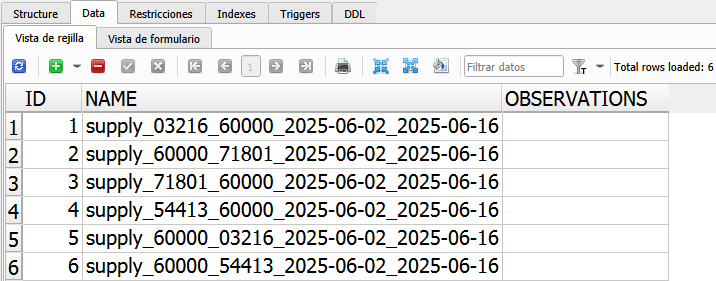 Structure Data Restricciones Indexes Triggers DDL
Vista de rejilla Vista de formulario
1 Filtrar datos T Total rows loaded: 6
ID NAME OBSERVATIONS
1 1 supply_03216_60000_2025-06-02_2025-06-16
2 2 supply_60000_71801_2025-06-02_2025-06-16
3 3 supply_71801_60000_2025-06-02_2025-06-16
4 4 supply_54413_60000_2025-06-02_2025-06-16
5 5 supply_60000_03216_2025-06-02_2025-06-16
6 6 supply_60000_54413_2025-06-02_2025-06-16